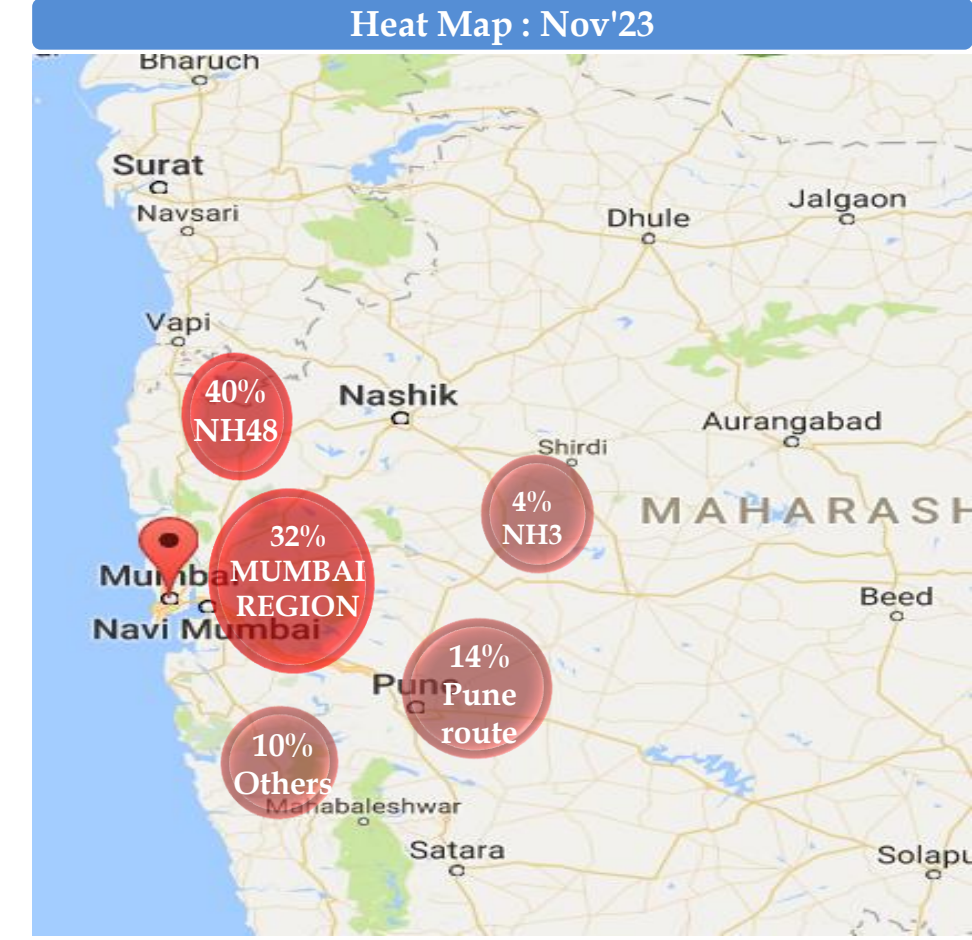 Heat Map : Nov'23
Bharuch
Surat
Navsari
Dhule
Jalgaon
Vapi
40%
NH48
Nashik
Aurangabad
Shirdi
4%
NH3
MAHARASH
32%
MUMBAI
REGION
Mumbai
Navi Mumbai
Beed
14%
Pune
route
Pune
10%
Others
Mahabaleshwar
Satara
Solapu